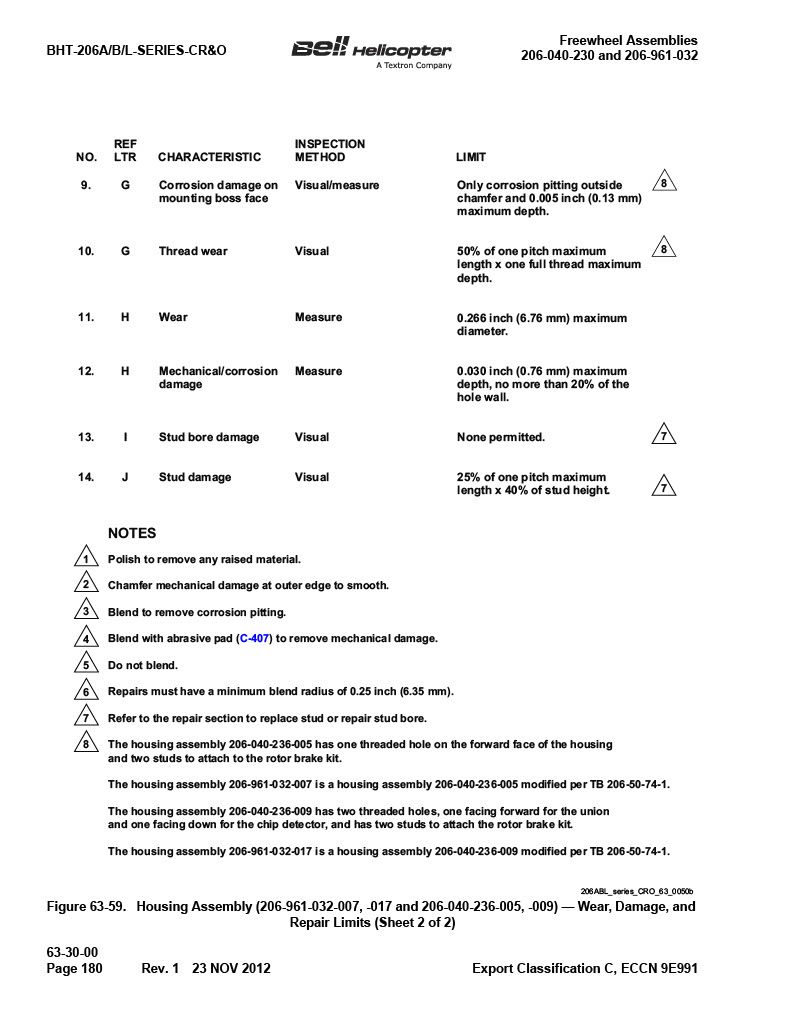 BHT-206A/B/L-SERIES-CR&O
Bell Helicopter
A Textron Company
Freewheel Assemblies
206-040-230 and 206-961-032
NO. REF LTR CHARACTERISTIC INSPECTION METHOD LIMIT
9. G Corrosion damage on Visual/measure Only corrosion pitting outside 8
mounting boss face chamfer and 0.005 inch (0.13 mm)
maximum depth.
10. G Thread wear Visual 50% of one pitch maximum 8
length x one full thread maximum
depth.
11. H Wear Measure 0.266 inch (6.76 mm) maximum
diameter.
12. H Mechanical/corrosion Measure 0.030 inch (0.76 mm) maximum
damage depth, no more than 20% of the
hole wall.
13. I Stud bore damage Visual None permitted. 7
14. J Stud damage Visual 25% of one pitch maximum
length x 40% of stud height. 7
NOTES
1 Polish to remove any raised material.
2 Chamfer mechanical damage at outer edge to smooth.
3 Blend to remove corrosion pitting.
4 Blend with abrasive pad (C-407) to remove mechanical damage.
5 Do not blend.
6 Repairs must have a minimum blend radius of 0.25 inch (6.35 mm).
7 Refer to the repair section to replace stud or repair stud bore.
8 The housing assembly 206-040-236-005 has one threaded hole on the forward face of the housing
and two studs to attach to the rotor brake kit.
The housing assembly 206-961-032-007 is a housing assembly 206-040-236-005 modified per TB 206-50-74-1.
The housing assembly 206-040-236-009 has two threaded holes, one facing forward for the union
and one facing down for the chip detector, and has two studs to attach the rotor brake kit.
The housing assembly 206-961-032-017 is a housing assembly 206-040-236-009 modified per TB 206-50-74-1.
206ABL_series_CRO_63_0050b
Figure 63-59. Housing Assembly (206-961-032-007, -017 and 206-040-236-005, -009) — Wear, Damage, and
Repair Limits (Sheet 2 of 2)
63-30-00
Page 180 Rev. 1 23 NOV 2012 Export Classification C, ECCN 9E991